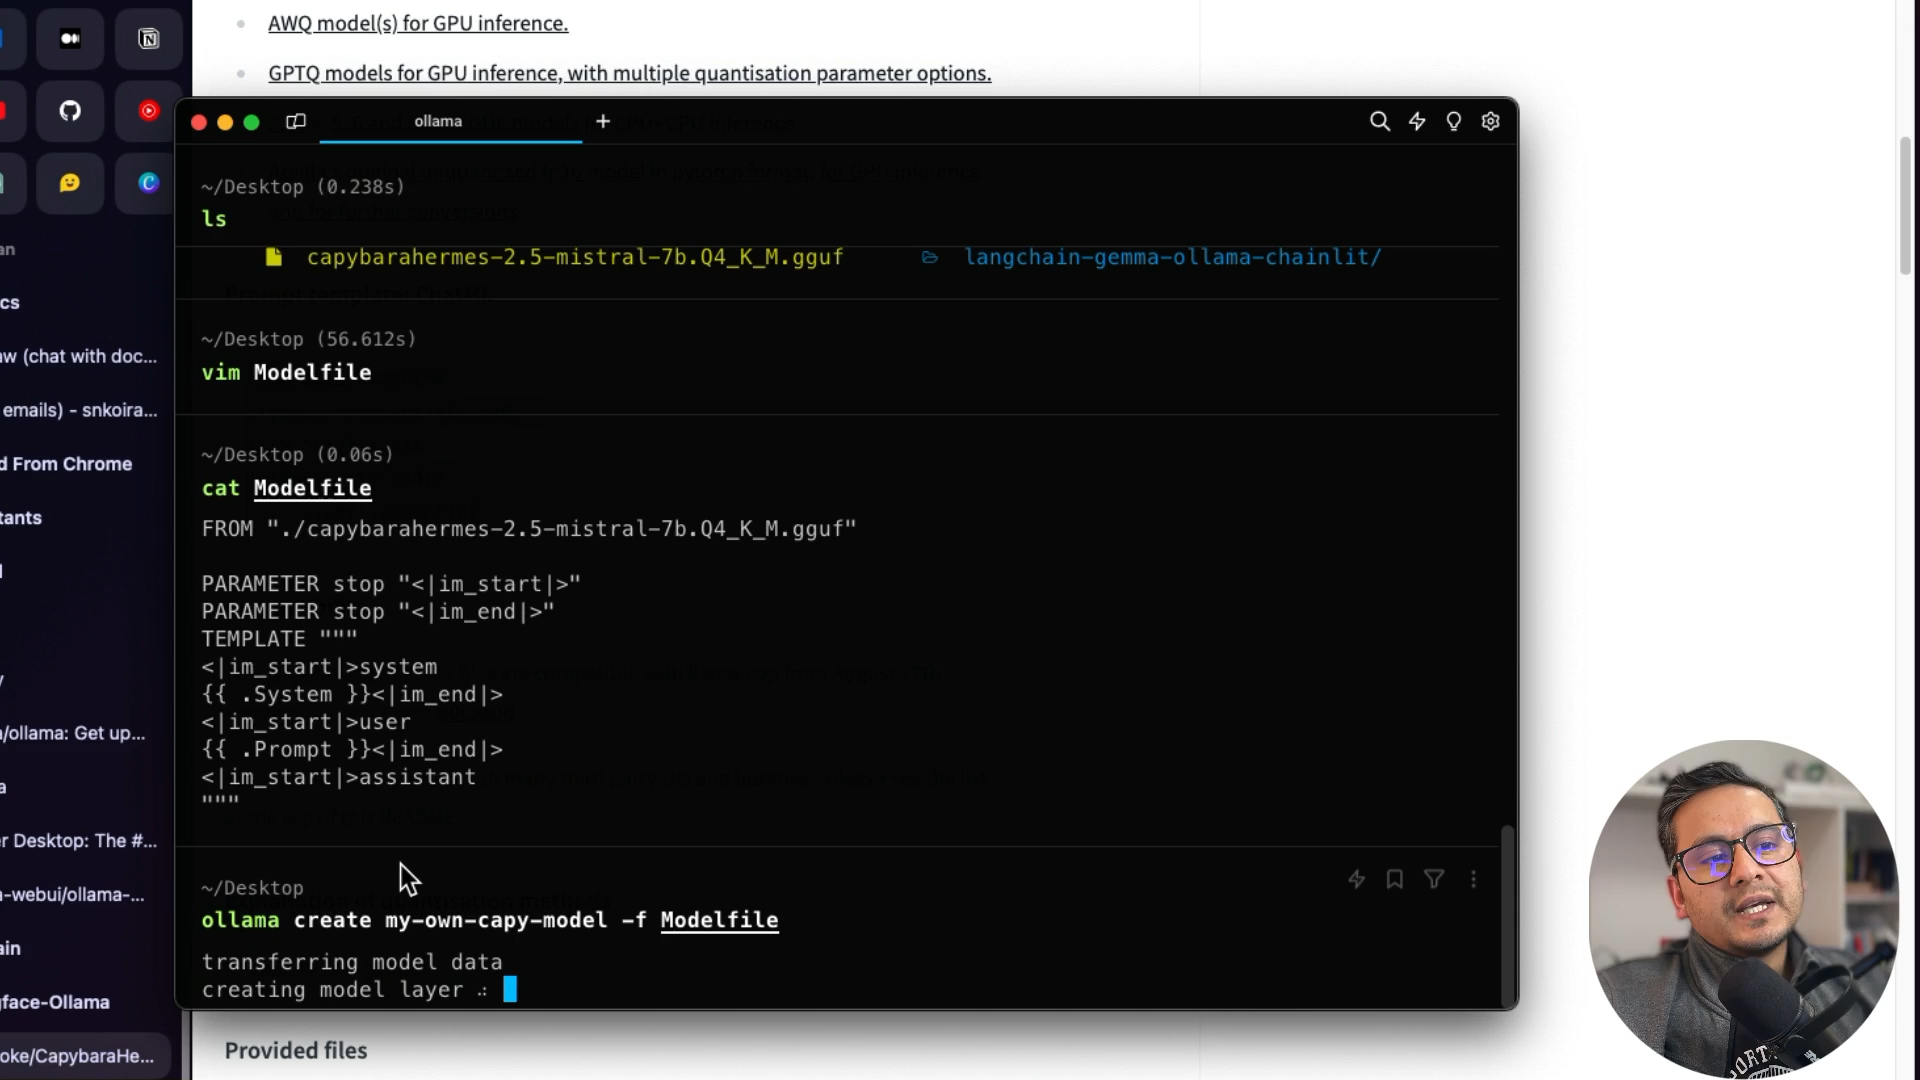 AWQ model(s) for GPU inference.
GPTQ models for GPU inference, with multiple quantisation parameter options.
ollama
~/Desktop (0.238s)
ls
capybarahermes-2.5-mistral-7b.Q4_K_M.gguf langchain-gemma-ollama-chainlit/
~/Desktop (56.612s)
vim Modelfile
~/Desktop (0.06s)
cat Modelfile
FROM "./capybarahermes-2.5-mistral-7b.Q4_K_M.gguf"
PARAMETER stop "<|im_start|>"
PARAMETER stop "<|im_end|>"
TEMPLATE """
<|im_start|>system
{{ .System }}<|im_end|>
<|im_start|>user
{{ .Prompt }}<|im_end|>
<|im_start|>assistant
"""
~/Desktop
ollama create my-own-capy-model -f Modelfile
transferring model data
creating model layer
Provided files
an
cs
aw (chat with doc...
emails) - snkoira...
d From Chrome
tants
/ollama: Get up...
a
er Desktop: The #...
a-webui/ollama-...
ain
gface-Ollama
oke/CapybaraHe...